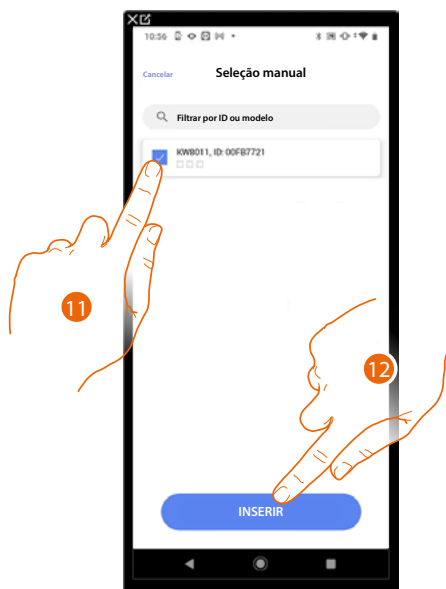 10:56
Cancelar
Seleção manual
Filtrar por ID ou modelo
KW8011, ID: 00FB7721
11
12
INSERIR